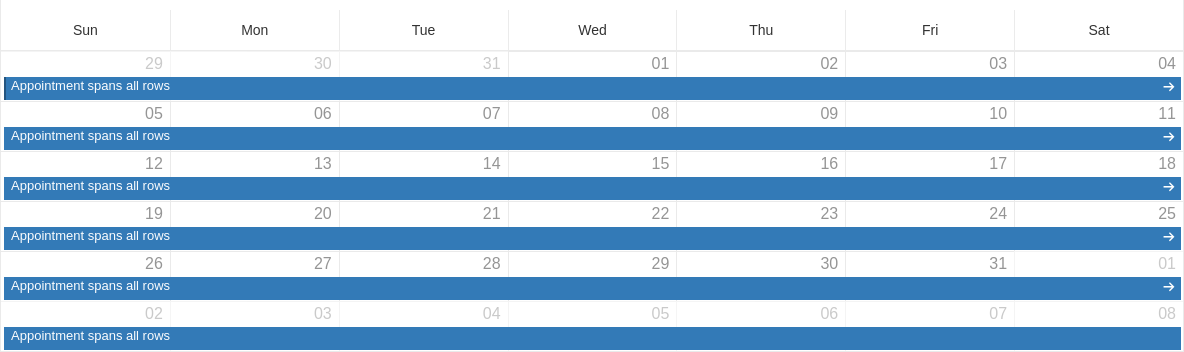 Sun Mon Tue Wed Thu Fri Sat
29 30 31 01 02 03 04
Appointment spans all rows
05 06 07 08 09 10 11
Appointment spans all rows
12 13 14 15 16 17 18
Appointment spans all rows
19 20 21 22 23 24 25
Appointment spans all rows
26 27 28 29 30 31 01
Appointment spans all rows
02 03 04 05 06 07 08
Appointment spans all rows